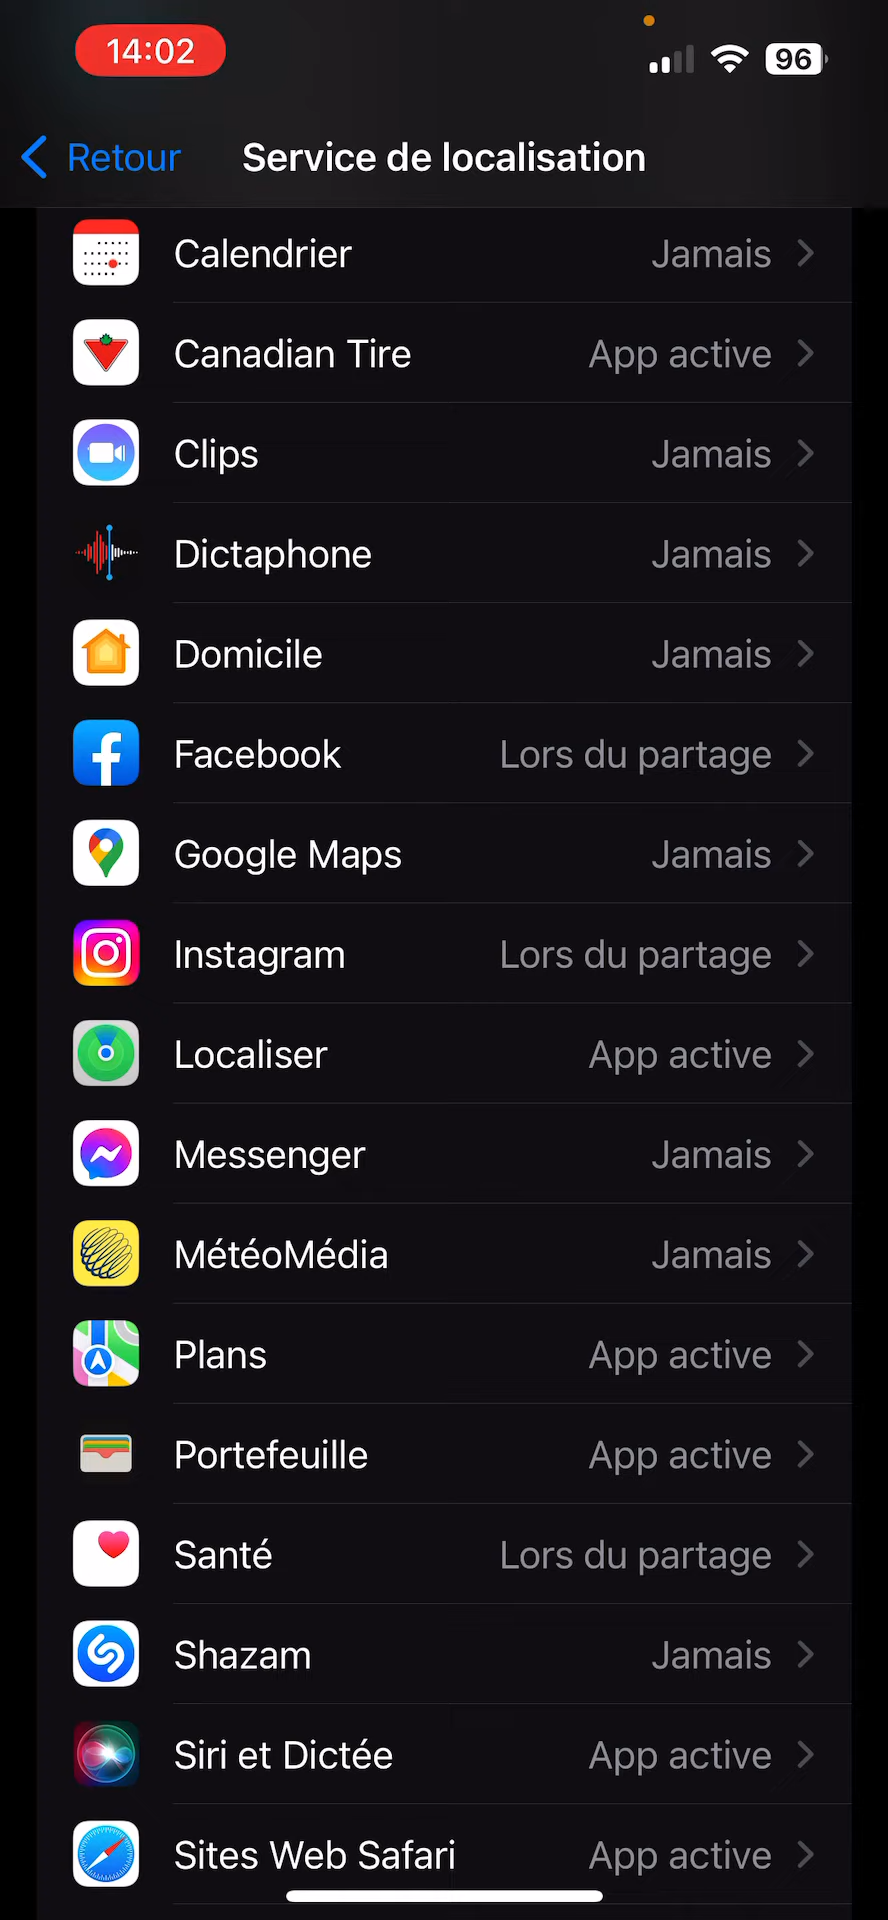 14:02
96
Retour Service de localisation
Calendrier Jamais
Canadian Tire App active
Clips Jamais
Dictaphone Jamais
Domicile Jamais
Facebook Lors du partage
Google Maps Jamais
Instagram Lors du partage
Localiser App active
Messenger Jamais
MétéoMédia Jamais
Plans App active
Portefeuille App active
Santé Lors du partage
Shazam Jamais
Siri et Dictée App active
Sites Web Safari App active